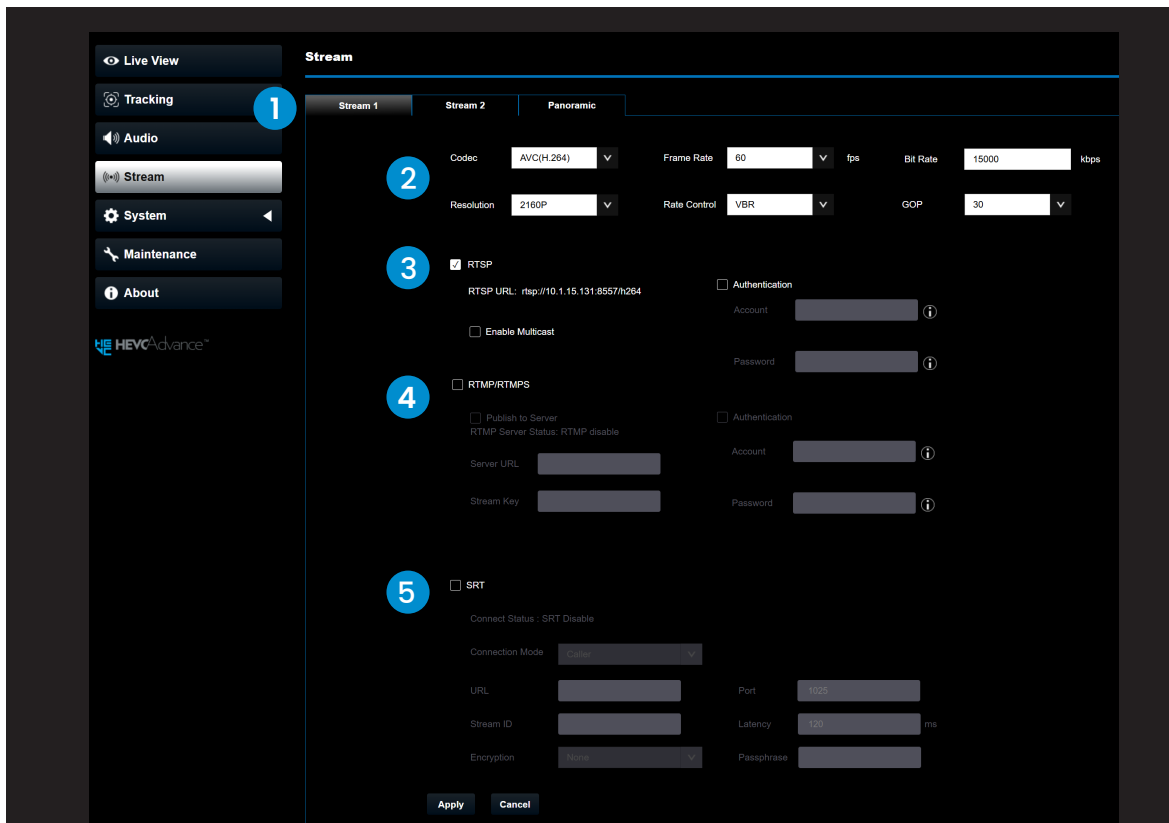 Live View
Tracking
Audio
Stream
System
Maintenance
About
HEVC Advance™
Stream
1
Stream 1 Stream 2 Panoramic
2
Codec AVC(H.264) Frame Rate 60 fps Bit Rate 15000 kbps
Resolution 2160P Rate Control VBR GOP 30
3
RTSP
RTSP URL: rtsp://10.1.15.131:8557/h264
Enable Multicast
Authentication
Account
Password
4
RTMP/RTMPS
Publish to Server
RTMP Server Status: RTMP disable
Server URL
Stream Key
Authentication
Account
Password
5
SRT
Connect Status : SRT Disable
Connection Mode Caller
URL Port 1025
Stream ID Latency 120 ms
Encryption None Passphrase
Apply Cancel